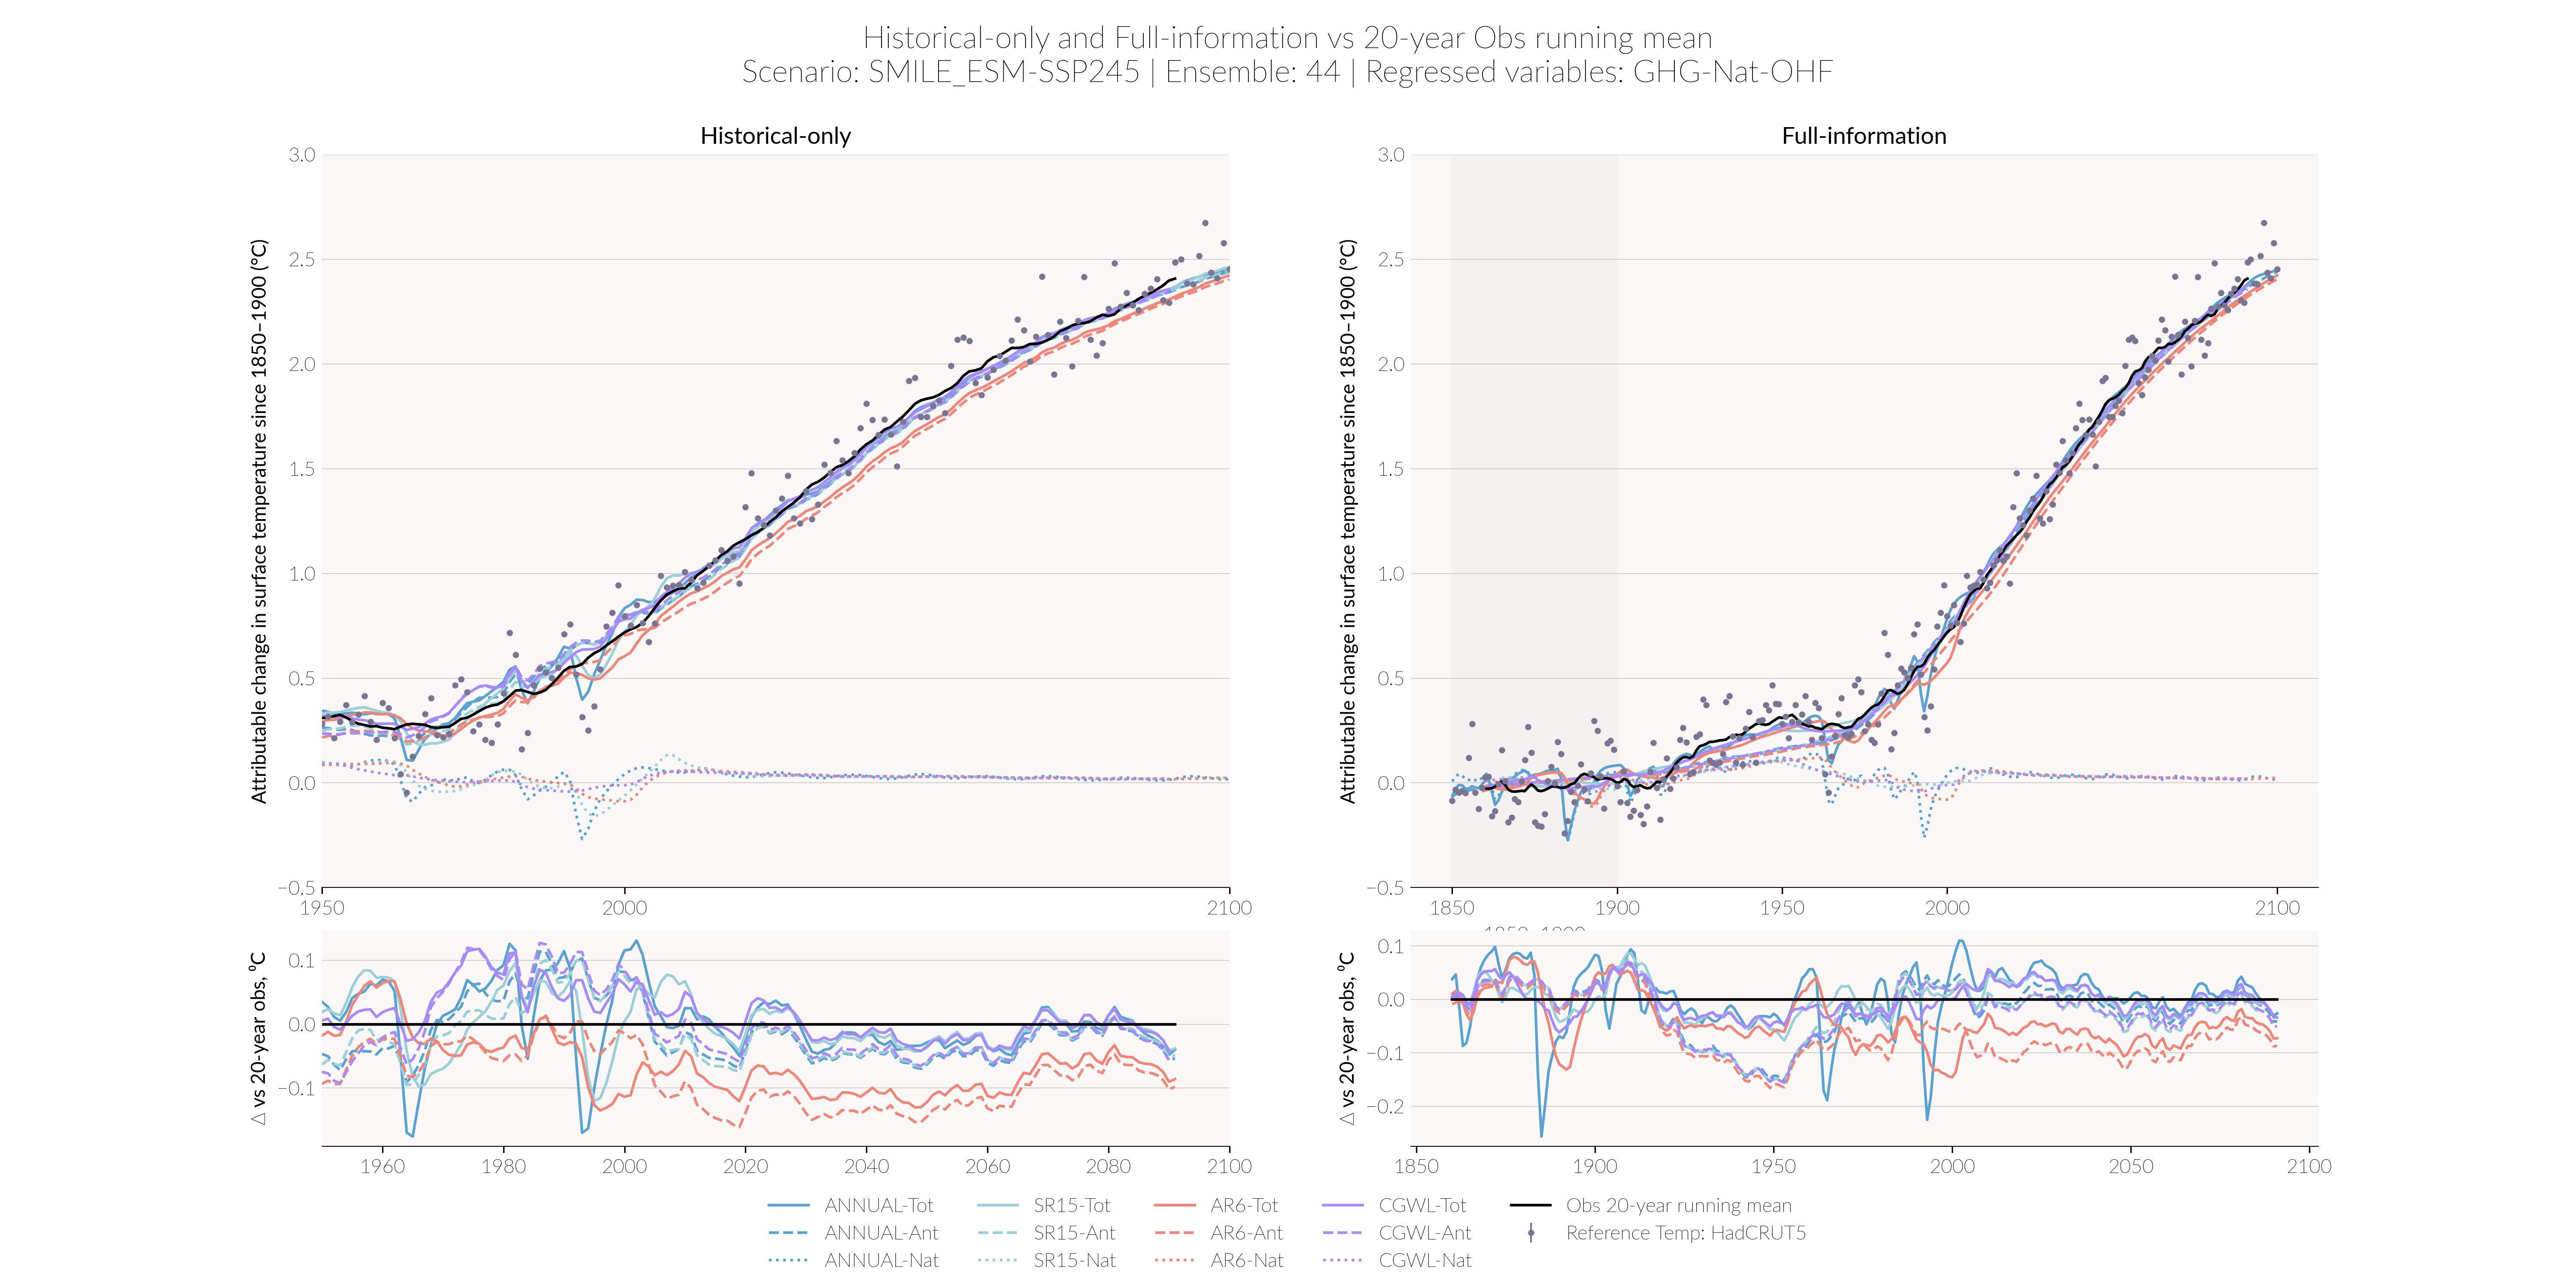 Historical-only and Full-information vs 20-year Obs running mean
Scenario: SMILE_ESM-SSP245 | Ensemble: 44 | Regressed variables: GHG-Nat-OHF
Historical-only
Attributable change in surface temperature since 1850–1900 (°C)
3.0
2.5
2.0
1.5
1.0
0.5
0.0
−0.5
1950 2000 2100
Full-information
Attributable change in surface temperature since 1850–1900 (°C)
3.0
2.5
2.0
1.5
1.0
0.5
0.0
−0.5
1850 1900 1950 2000 2100
△ vs 20-year obs, ⁰C
0.1
0.0
−0.1
1960 1980 2000 2020 2040 2060 2080 2100
△ vs 20-year obs, ⁰C
0.1
0.0
−0.1
−0.2
1850 1900 1950 2000 2050 2100
ANNUAL-Tot SR15-Tot AR6-Tot CGWL-Tot Obs 20-year running mean
ANNUAL-Ant SR15-Ant AR6-Ant CGWL-Ant Reference Temp: HadCRUT5
ANNUAL-Nat SR15-Nat AR6-Nat CGWL-Nat